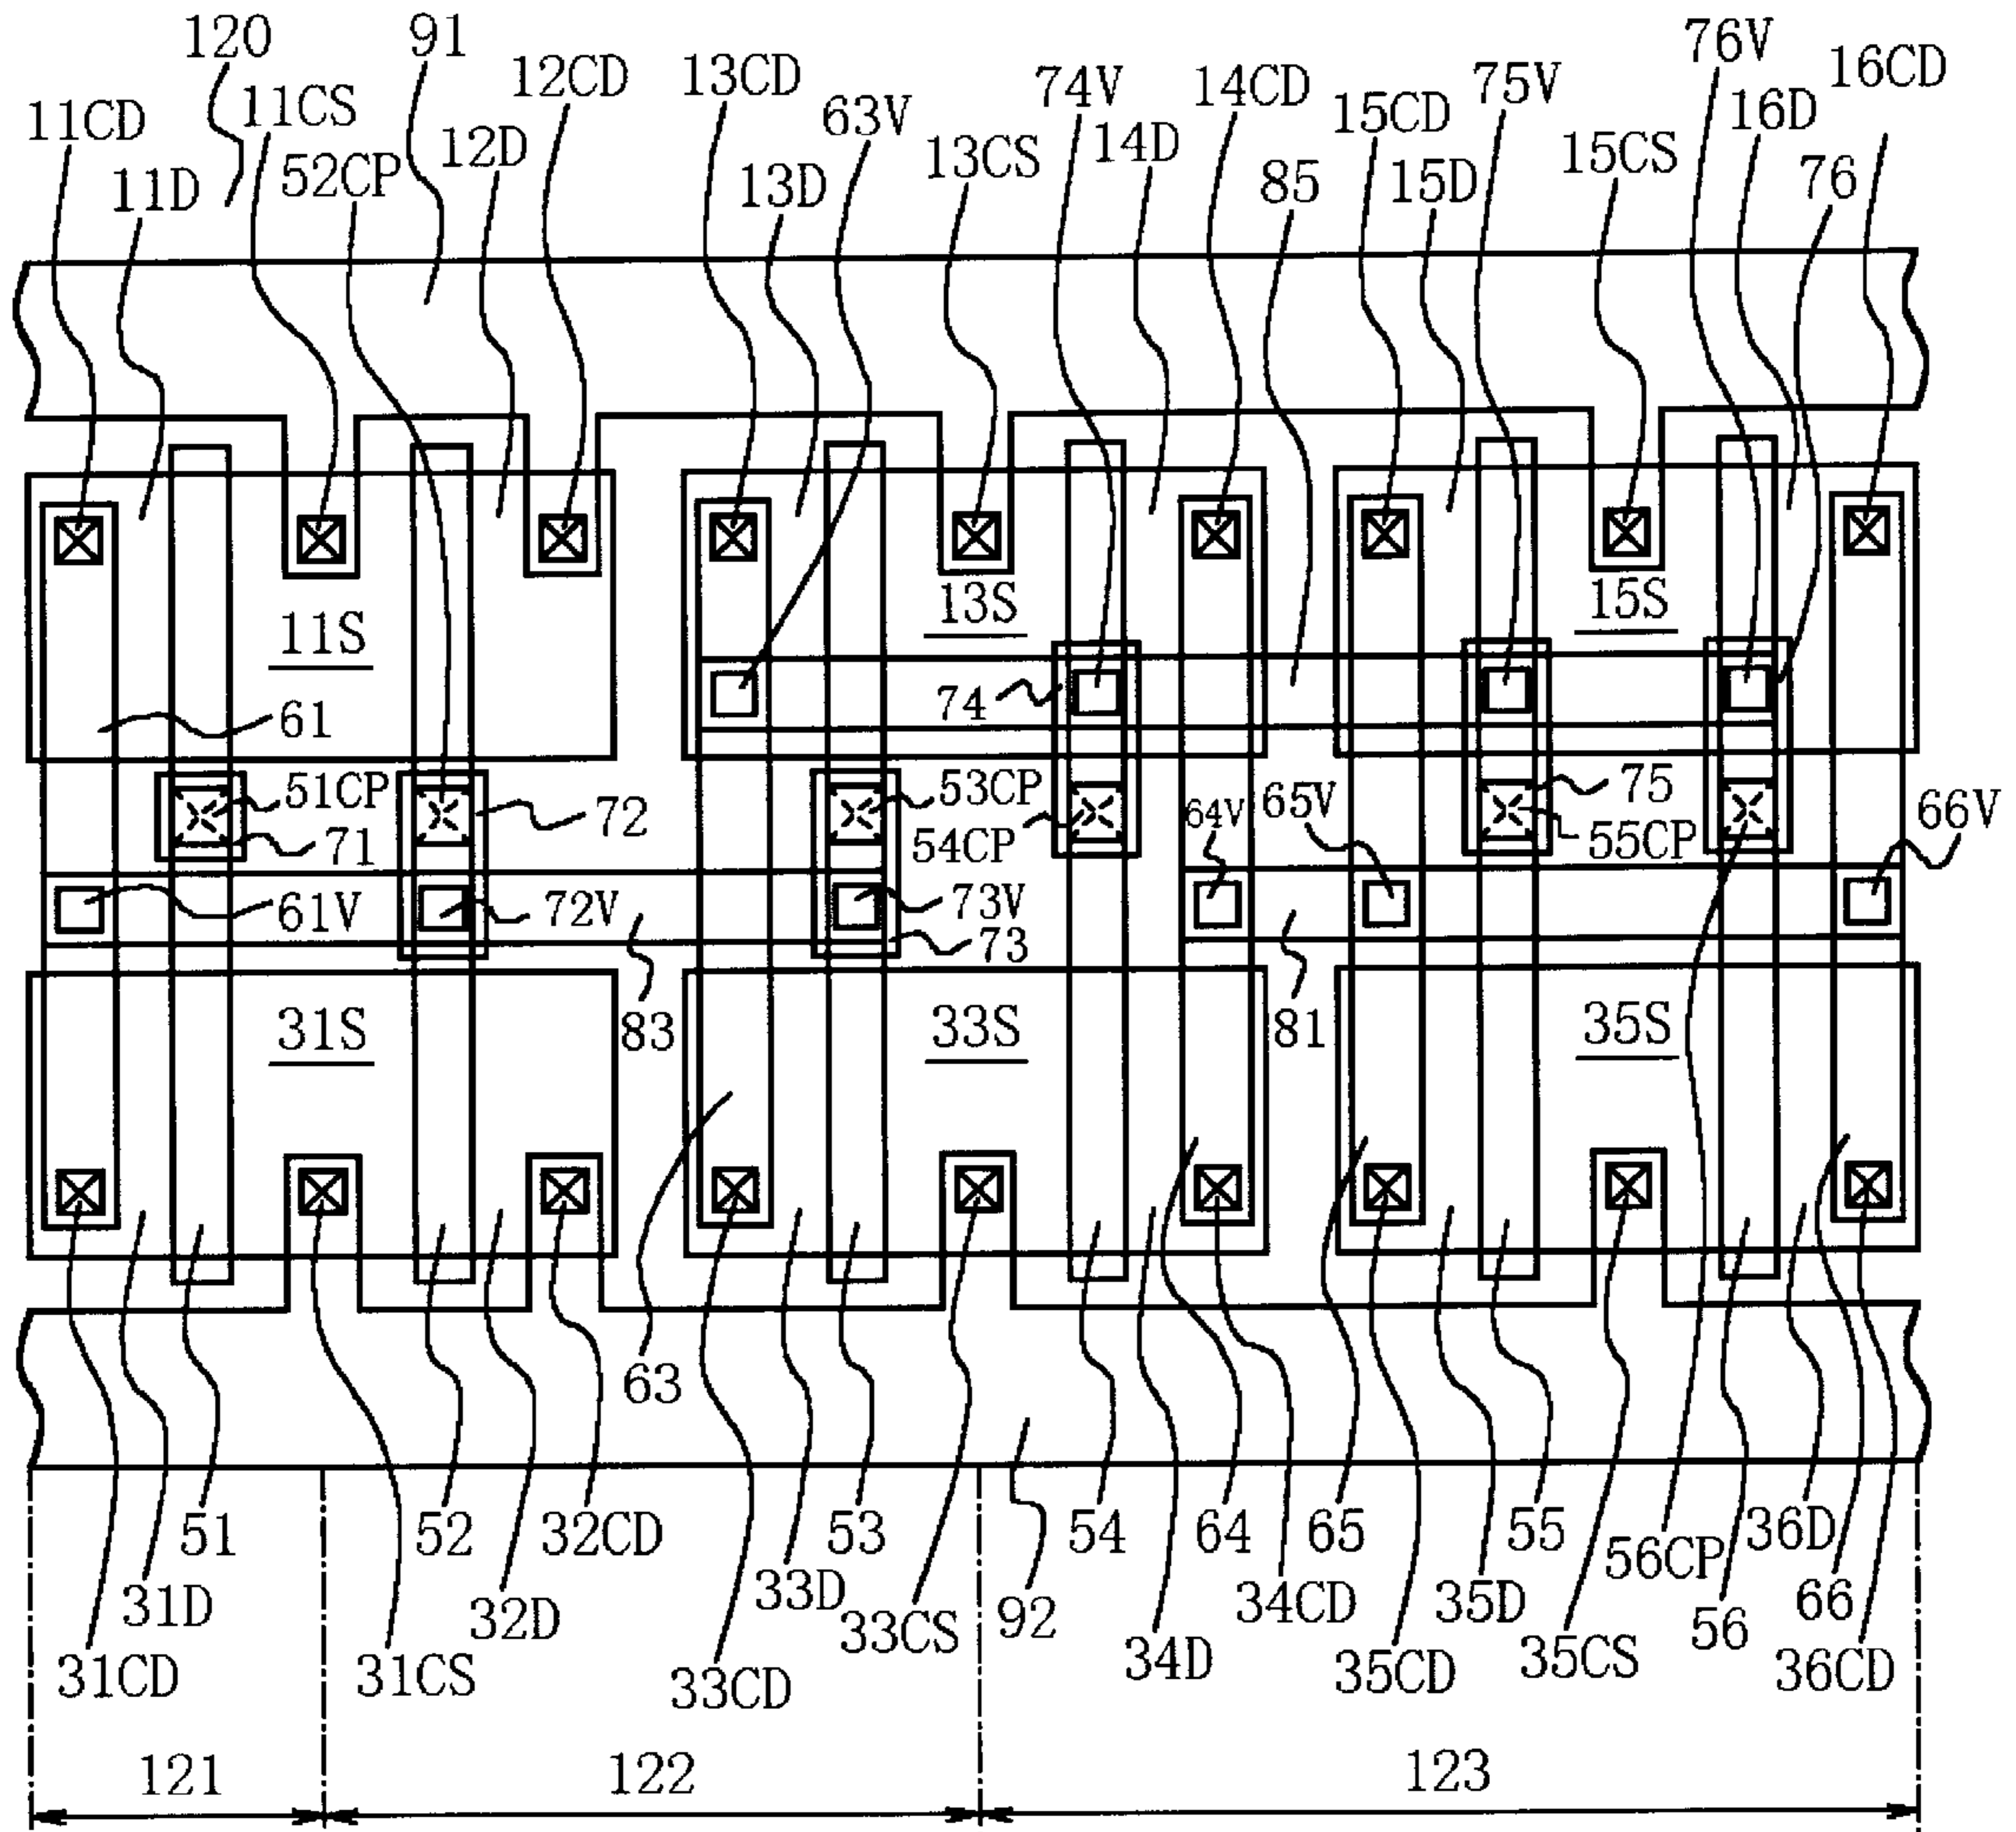 120
91
76V
16CD
12CD
13CD
74V
14CD
75V
11CD
11CS
63V
15CD
16D
12D
13CS
14D
15CS
52CP
11D
13D
85
15D
76
11S
13S
15S
61
74
51CP
72
53CP
64V
65V
75
66V
71
54CP
55CP
61V
72V
73V
73
31S
83
33S
81
35S
63
51
52
32CD
53
54
64
65
55
56CP
36D
31D
32D
33D
33CS
92
34CD
35D
56
66
31CD
31CS
33CD
34D
35CD
35CS
36CD
121
122
123